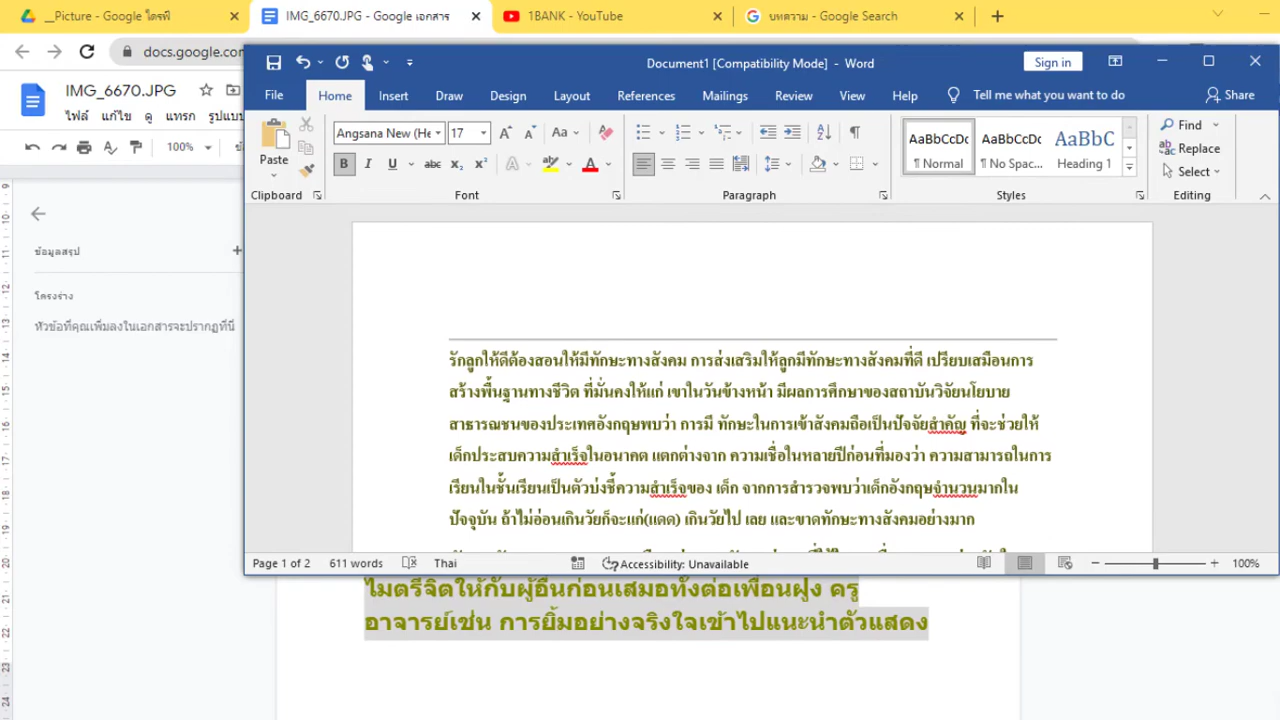 __Picture - Google ไดรฟ์
IMG_6670.JPG - Google เอกสาร
1BANK - YouTube
บทความ - Google Search
docs.google.com
IMG_6670.JPG
ไฟล์ แก้ไข ดู แทรก รูปแบบ
100%
ข้อมูลสรุป
โครงร่าง
หัวข้อที่คุณเพิ่มลงในเอกสารจะปรากฏที่นี่
Document1 [Compatibility Mode] - Word
Sign in
File Home Insert Draw Design Layout References Mailings Review View Help Tell me what you want to do Share
Paste
Angsana New (He 17
AaBbCcDc AaBbCcDc AaBbC
¶ Normal ¶ No Spac... Heading 1
Find
Replace
Select
Clipboard Font Paragraph Styles Editing
รักลูกให้ดีต้องสอนให้มีทักษะทางสังคม การส่งเสริมให้ลูกมีทักษะทางสังคมที่ดี เปรียบเสมือนการ
สร้างพื้นฐานทางชีวิต ที่มั่นคงให้แก่ เขาในวันข้างหน้า มีผลการศึกษาของสถาบันวิจัยนโยบาย
สาธารณชนของประเทศอังกฤษพบว่า การมี ทักษะในการเข้าสังคมถือเป็นปัจจัยสำคัญ ที่จะช่วยให้
เด็กประสบความสำเร็จในอนาคต แตกต่างจาก ความเชื่อในหลายปีก่อนที่มองว่า ความสามารถในการ
เรียนในชั้นเรียนเป็นตัวบ่งชี้ความสำเร็จของ เด็ก จากการสำรวจพบว่าเด็กอังกฤษจำนวนมากใน
ปัจจุบัน ถ้าไม่อ่อนเกินวัยก็จะแก่(แดด) เกินวัยไป เลย และขาดทักษะทางสังคมอย่างมาก
Page 1 of 2 611 words Thai Accessibility: Unavailable 100%
ไมตรีจิตให้กับผู้อื่นก่อนเสมอทั้งต่อเพื่อนฝูง ครู
อาจารย์เช่น การยิ้มอย่างจริงใจเข้าไปแนะนำตัวแสดง